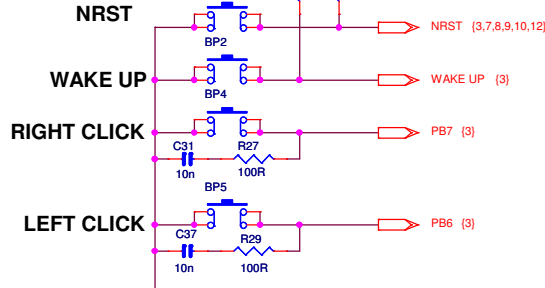 NRST
BP2
NRST {3,7,8,9,10,12}
WAKE UP
BP4
WAKE UP {3}
RIGHT CLICK
PB7 {3}
C31
R27
10n
100R
BP5
LEFT CLICK
PB6 {3}
C37
R29
10n
100R